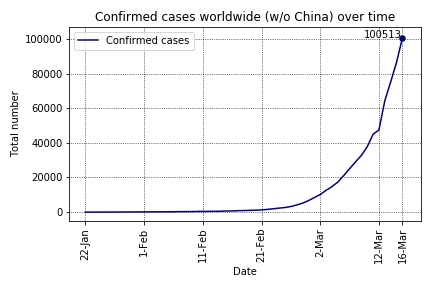 Confirmed cases worldwide (w/o China) over time
Confirmed cases
100513
Total number
100000
80000
60000
40000
20000
0
22-Jan
1-Feb
11-Feb
21-Feb
2-Mar
12-Mar
16-Mar
Date